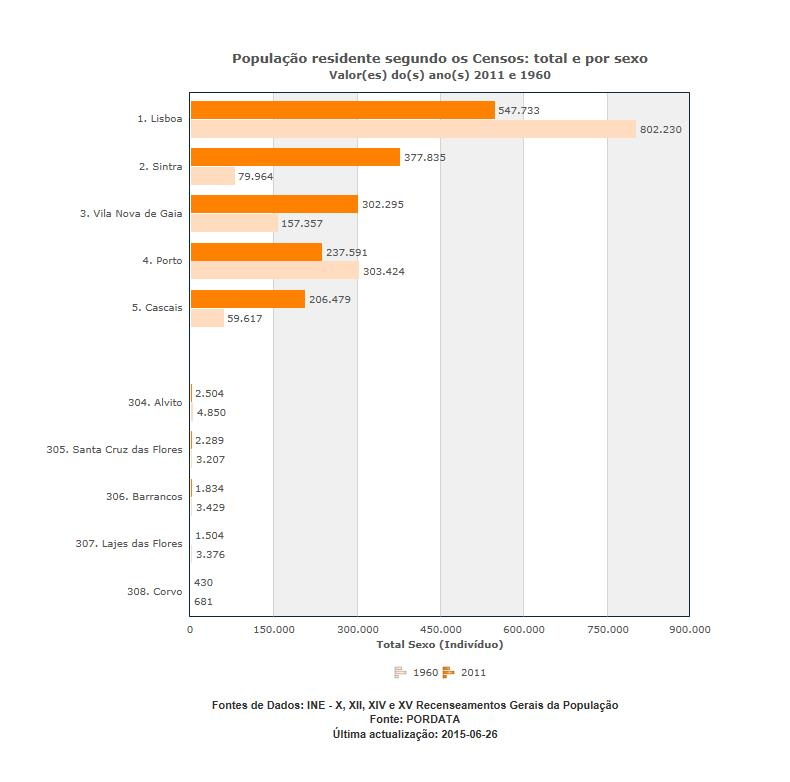 População residente segundo os Censos: total e por sexo
Valor(es) do(s) ano(s) 2011 e 1960
1. Lisboa
547.733
802.230
2. Sintra
377.835
79.964
3. Vila Nova de Gaia
302.295
157.357
4. Porto
237.591
303.424
5. Cascais
206.479
59.617
304. Alvito
2.504
4.850
305. Santa Cruz das Flores
2.289
3.207
306. Barrancos
1.834
3.429
307. Lajes das Flores
1.504
3.376
308. Corvo
430
681
0 150.000 300.000 450.000 600.000 750.000 900.000
Total Sexo (Indivíduo)
1960 2011
Fontes de Dados: INE - X, XII, XIV e XV Recenseamentos Gerais da População
Fonte: PORDATA
Última actualização: 2015-06-26